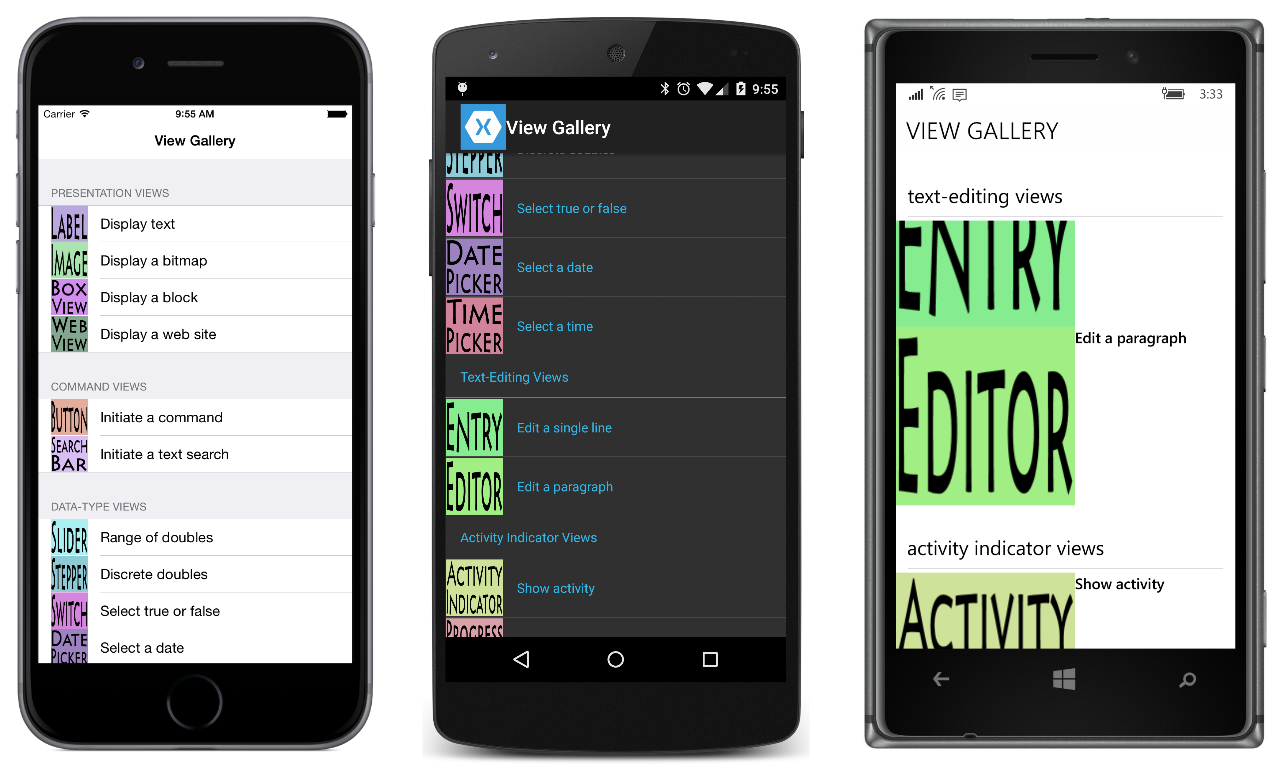 Carrier
9:55 AM
View Gallery
PRESENTATION VIEWS
LABEL
Display text
IMAGE
Display a bitmap
BOX
VIEW
Display a block
WEB
VIEW
Display a web site
COMMAND VIEWS
BUTTON
Initiate a command
SEARCH
BAR
Initiate a text search
DATA-TYPE VIEWS
SLIDER
Range of doubles
STEPPER
Discrete doubles
SWITCH
Select true or false
DATE
PICKER
Select a date
9:55
View Gallery
STEPPER
SWITCH
Select true or false
DATE
PICKER
Select a date
TIME
PICKER
Select a time
Text-Editing Views
ENTRY
Edit a single line
EDITOR
Edit a paragraph
Activity Indicator Views
ACTIVITY
INDICATOR
Show activity
PROGRESS
3:33
VIEW GALLERY
text-editing views
ENTRY
Edit a paragraph
EDITOR
activity indicator views
Show activity
ACTIVITY